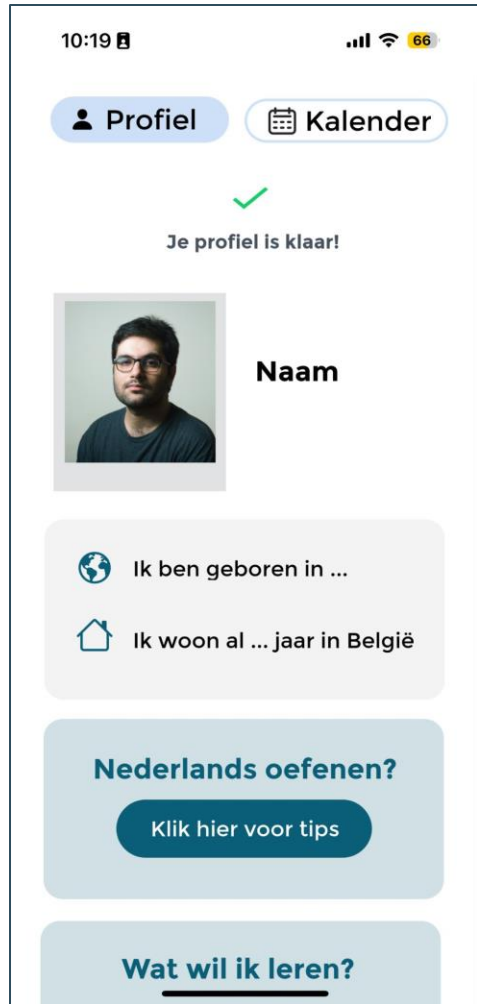 10:19
66
Profiel
Kalender
Je profiel is klaar!
Naam
Ik ben geboren in ...
Ik woon al ... jaar in België
Nederlands oefenen?
Klik hier voor tips
Wat wil ik leren?